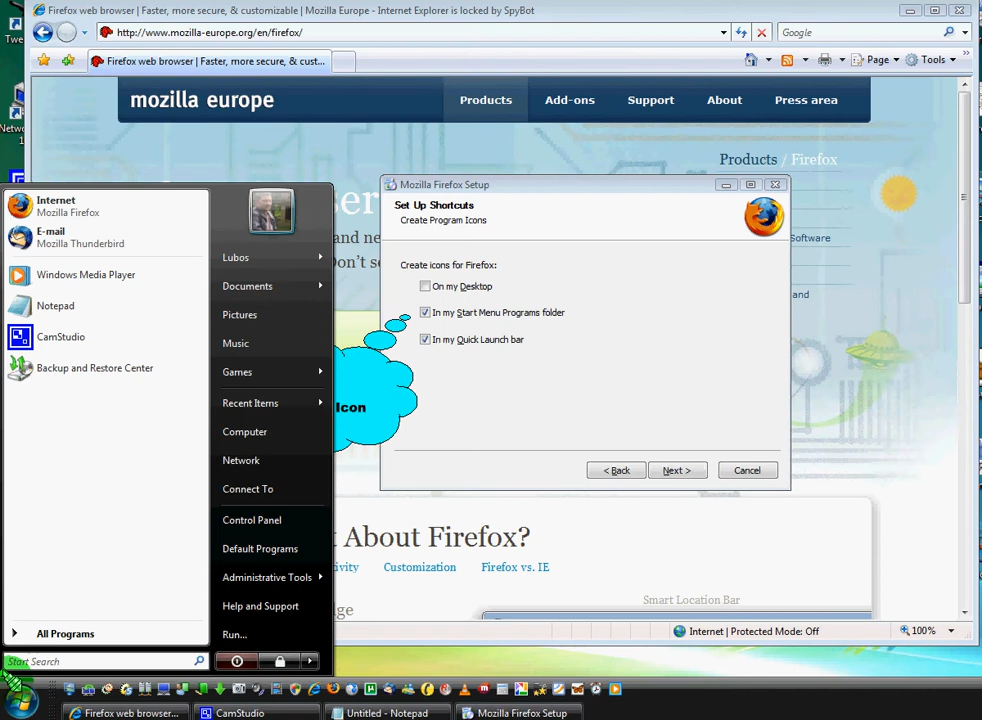 Firefox web browser | Faster, more secure, & customizable | Mozilla Europe - Internet Explorer is locked by SpyBot
http://www.mozilla-europe.org/en/firefox/
Google
Firefox web browser | Faster, more secure, & cust...
Page
Tools
mozilla europe
Products
Add-ons
Support
About
Press area
Products / Firefox
Software
and
and ne
Don't s
Mozilla Firefox Setup
Set Up Shortcuts
Create Program Icons
Create icons for Firefox:
On my Desktop
In my Start Menu Programs folder
In my Quick Launch bar
< Back
Next >
Cancel
Icon
Internet
Mozilla Firefox
E-mail
Mozilla Thunderbird
Windows Media Player
Notepad
CamStudio
Backup and Restore Center
All Programs
Start Search
Lubos
Documents
Pictures
Music
Games
Recent Items
Computer
Network
Connect To
Control Panel
Default Programs
Administrative Tools
Help and Support
Run...
About Firefox?
Customization
Firefox vs. IE
Smart Location Bar
Internet | Protected Mode: Off
100%
Firefox web browser...
CamStudio
Untitled - Notepad
Mozilla Firefox Setup